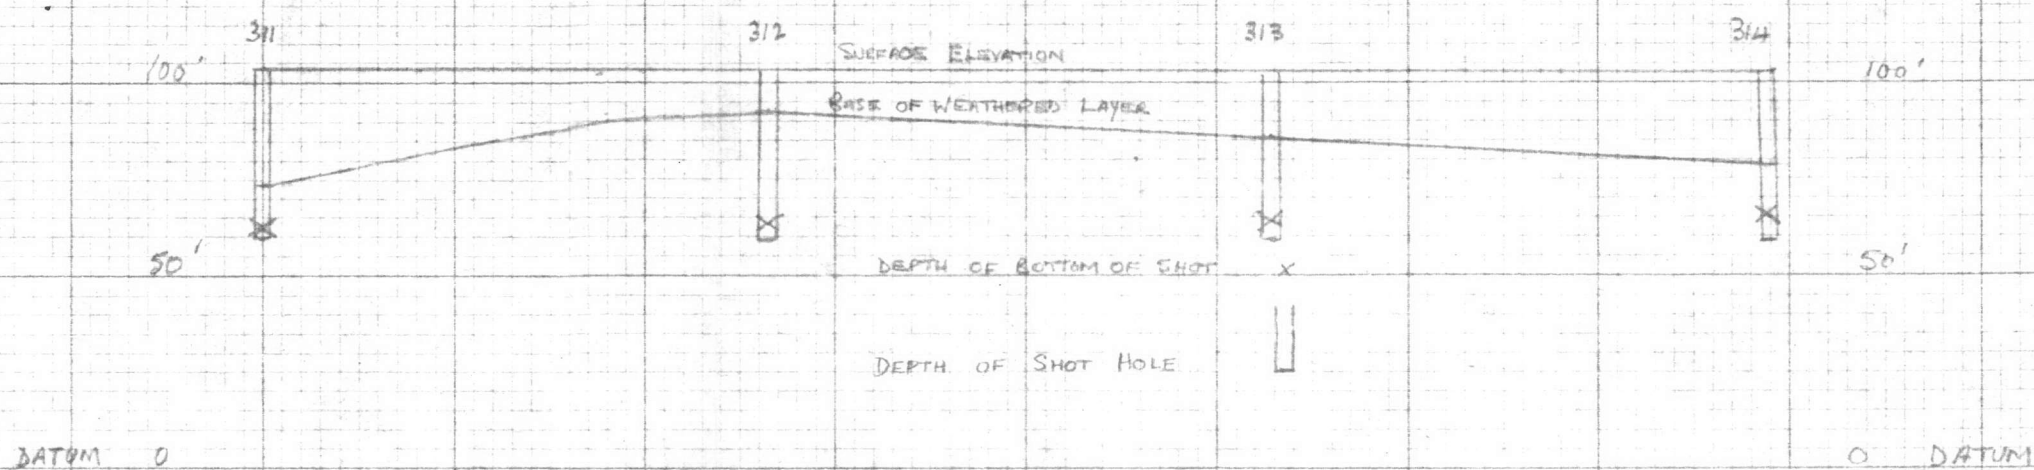 311 312 313 314
SURFACE ELEVATION
100' 100'
BASE OF WEATHERED LAYER
50' DEPTH OF BOTTOM OF SHOT x 50'
DEPTH OF SHOT HOLE
DATUM 0 0 DATUM